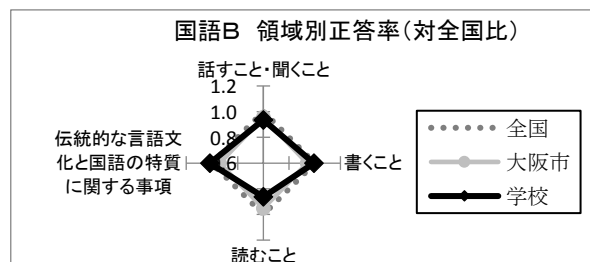 国語B 領域別正答率(対全国比)
話すこと・聞くこと
1.2
1.0
0.8
6
伝統的な言語文
化と国語の特質
に関する事項
書くこと
読むこと
全国
大阪市
学校